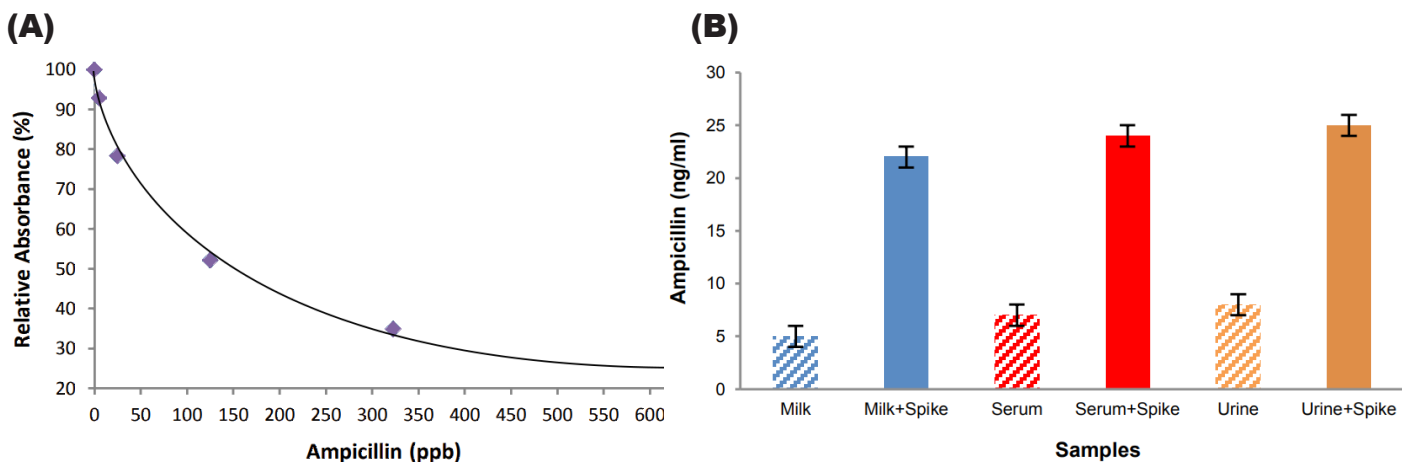 (A)
Relative Absorbance (%)
100
90
80
70
60
50
40
30
20
0 50 100 150 200 250 300 350 400 450 500 550 600
Ampicillin (ppb)
(B)
Ampicillin (ng/ml)
30
25
20
15
10
5
0
Milk Milk+Spike Serum Serum+Spike Urine Urine+Spike
Samples